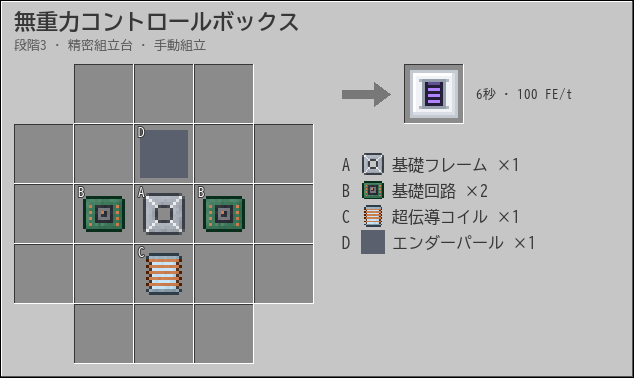 無重力コントロールボックス
段階3 · 精密組立台 · 手動組立
6秒 · 100 FE/t
D
B
A
B
C
A 基礎フレーム ×1
B 基礎回路 ×2
C 超伝導コイル ×1
D エンダーパール ×1